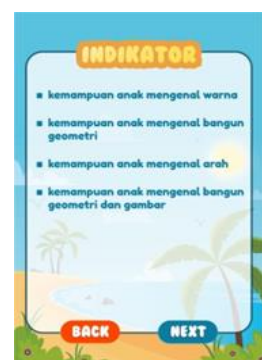 INDIKATOR
▪ kemampuan anak mengenal warna
▪ kemampuan anak mengenal bangun
geometri
▪ kemampuan anak mengenal arah
▪ kemampuan anak mengenal bangun
geometri dan gambar
BACK NEXT